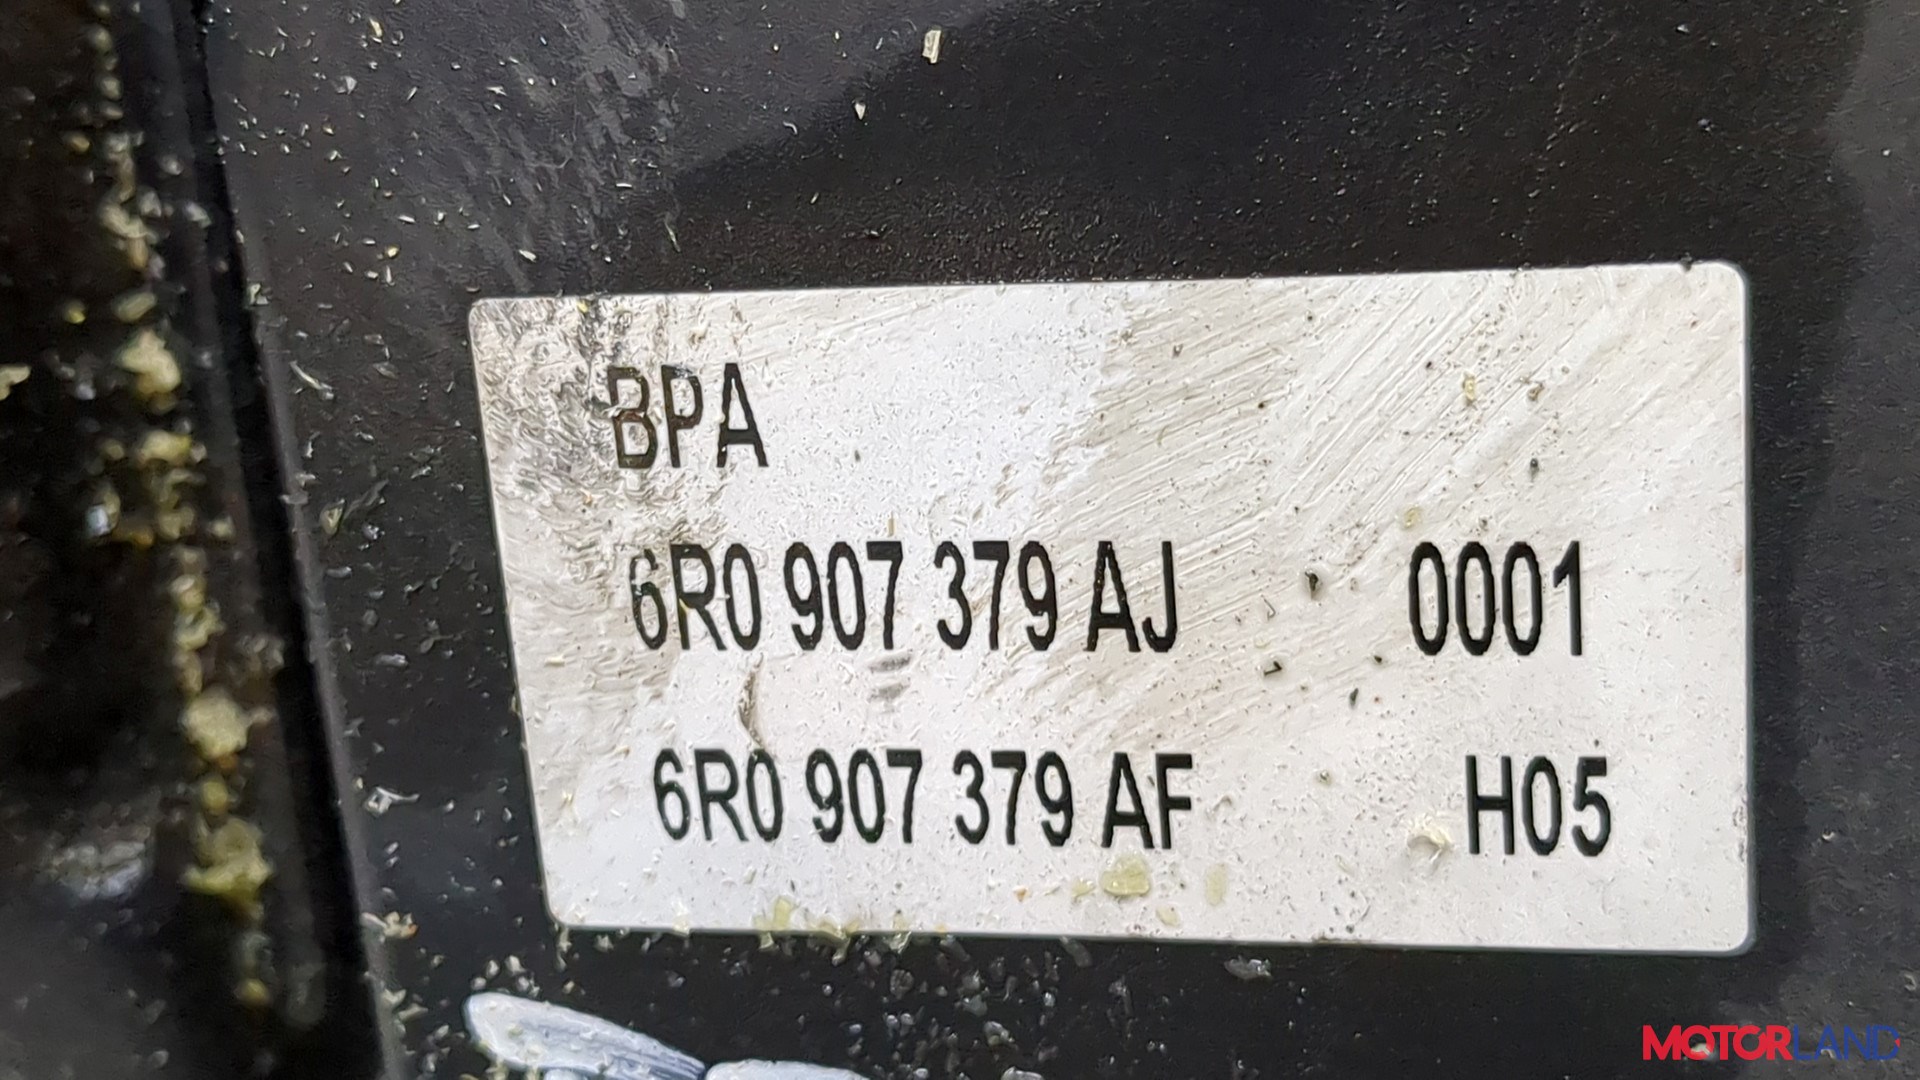 BPA
6R0 907 379 AJ 0001
6R0 907 379 AF H05
MOTORLAND